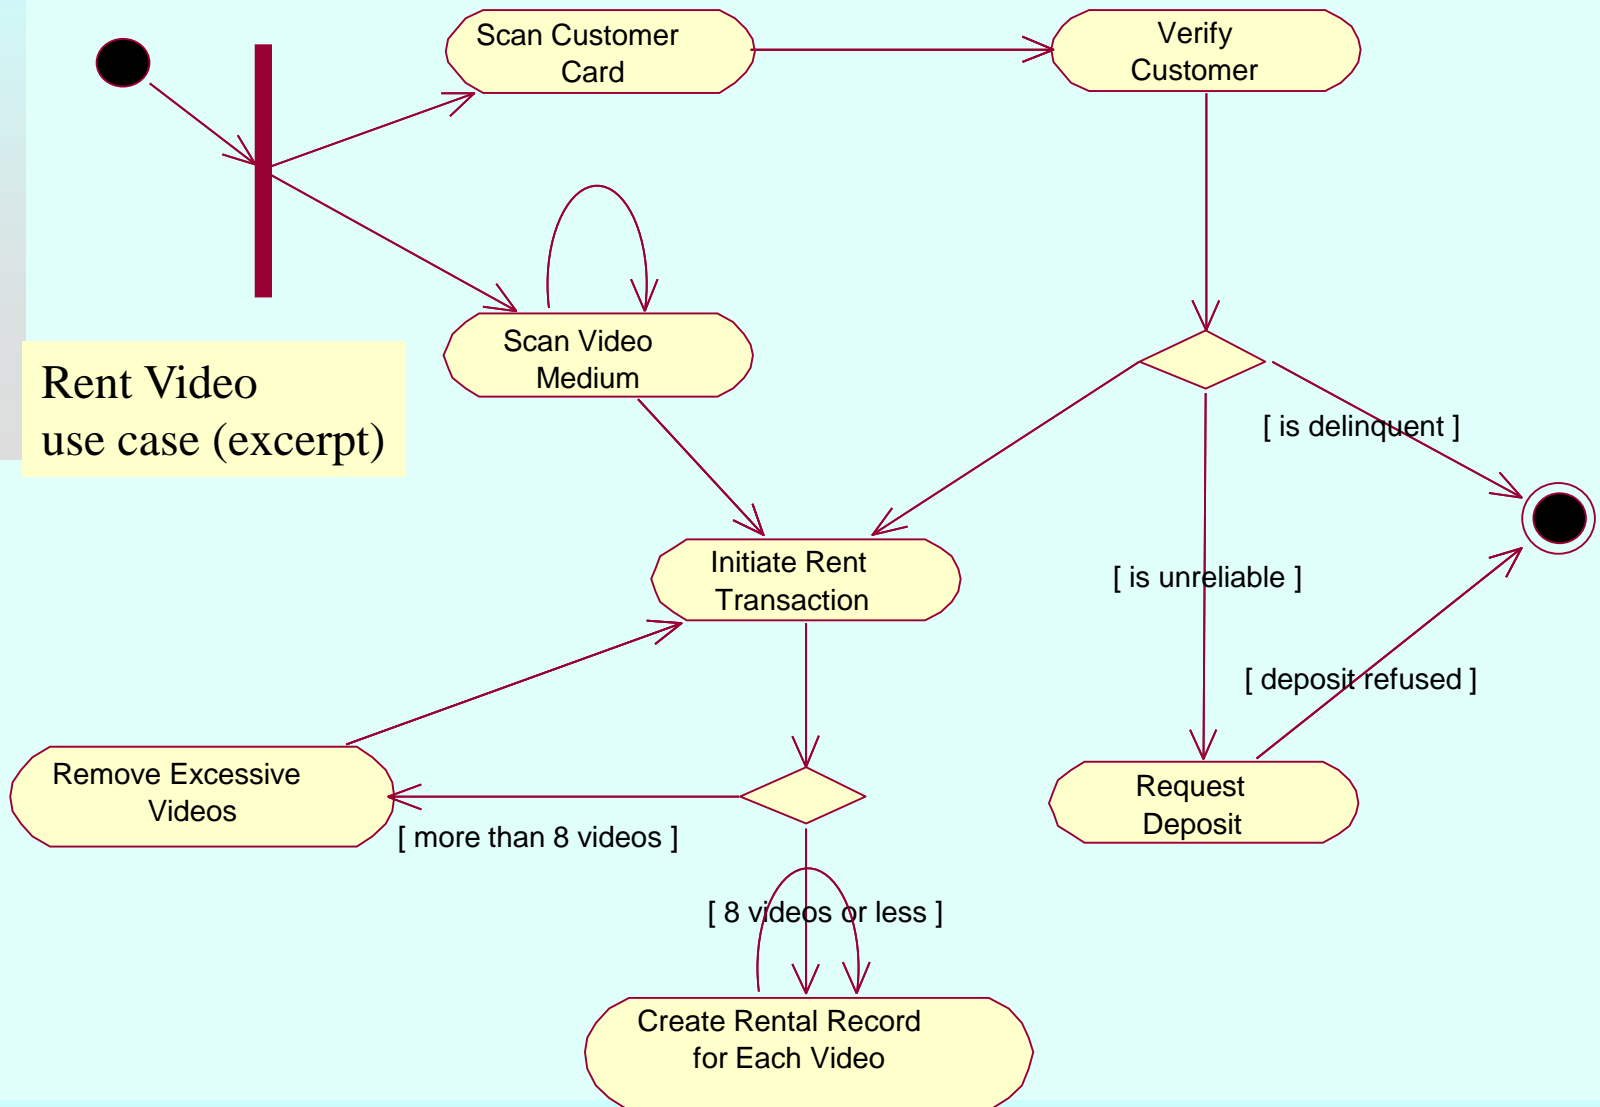 Scan Customer
Card
Verify
Customer
Scan Video
Medium
Rent Video
use case (excerpt)
[ is delinquent ]
Initiate Rent
Transaction
[ is unreliable ]
[ deposit refused ]
Remove Excessive
Videos
Request
Deposit
[ more than 8 videos ]
[ 8 videos or less ]
Create Rental Record
for Each Video